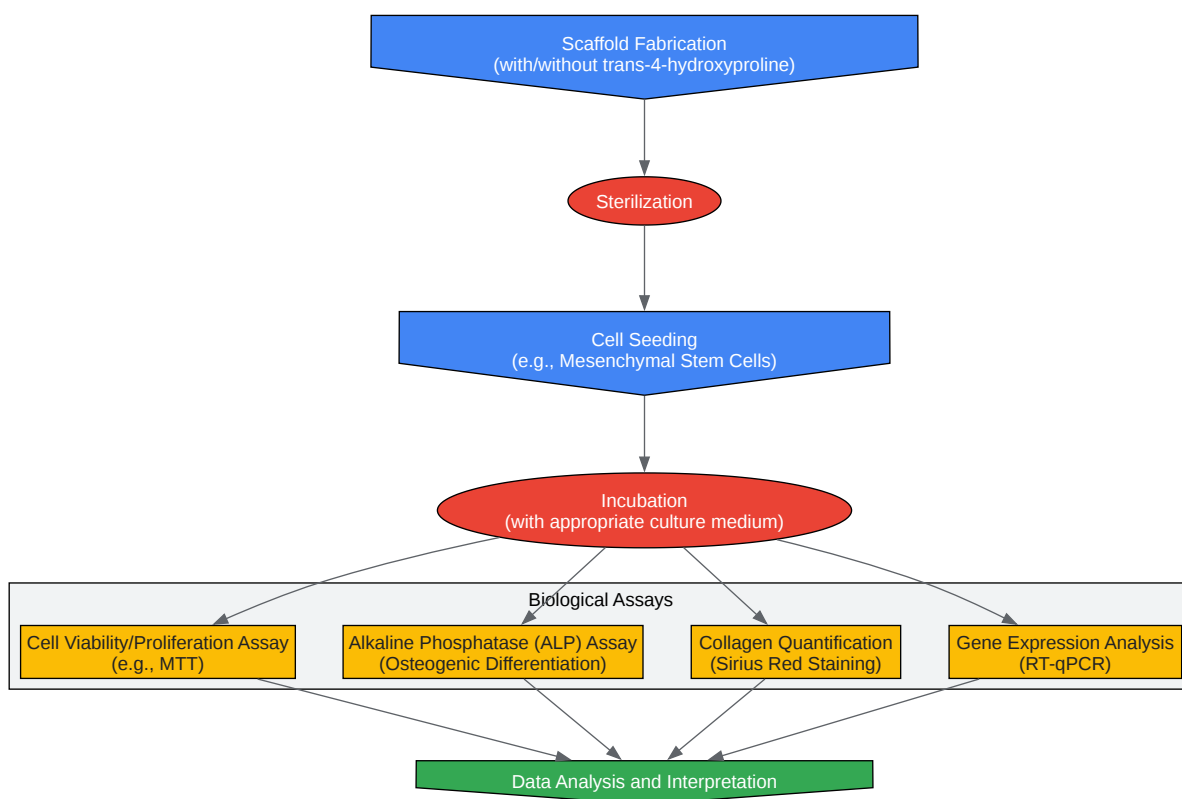 Scaffold Fabrication
(with/without trans-4-hydroxyproline)
Sterilization
Cell Seeding
(e.g., Mesenchymal Stem Cells)
Incubation
(with appropriate culture medium)
Biological Assays
Cell Viability/Proliferation Assay
(e.g., MTT)
Alkaline Phosphatase (ALP) Assay
(Osteogenic Differentiation)
Collagen Quantification
(Sirius Red Staining)
Gene Expression Analysis
(RT-qPCR)
Data Analysis and Interpretation